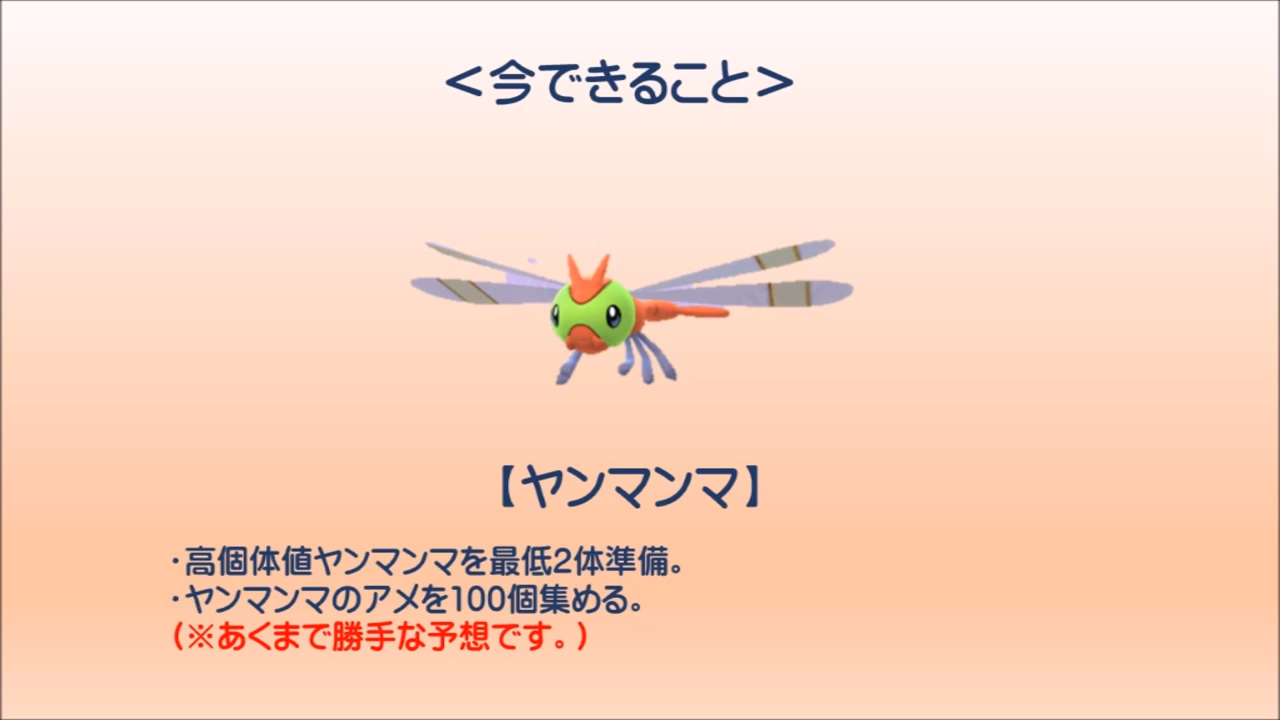 ＜今できること＞
【ヤンマンマ】
・高個体値ヤンマンマを最低2体準備。
・ヤンマンマのアメを100個集める。
（※あくまで勝手な予想です。）